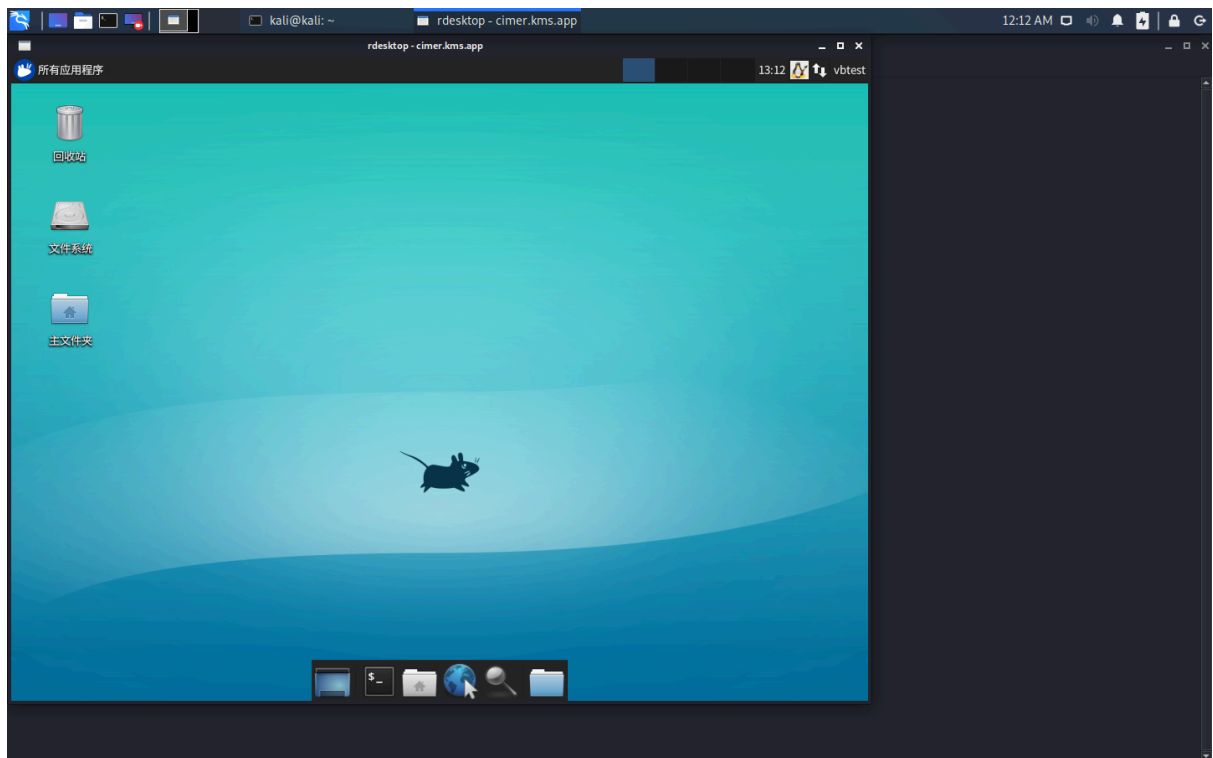 kali@kali: ~
rdesktop - cimer.kms.app
12:12 AM
rdesktop - cimer.kms.app
所有应用程序
13:12
vbtest
回收站
文件系统
主文件夹
$_